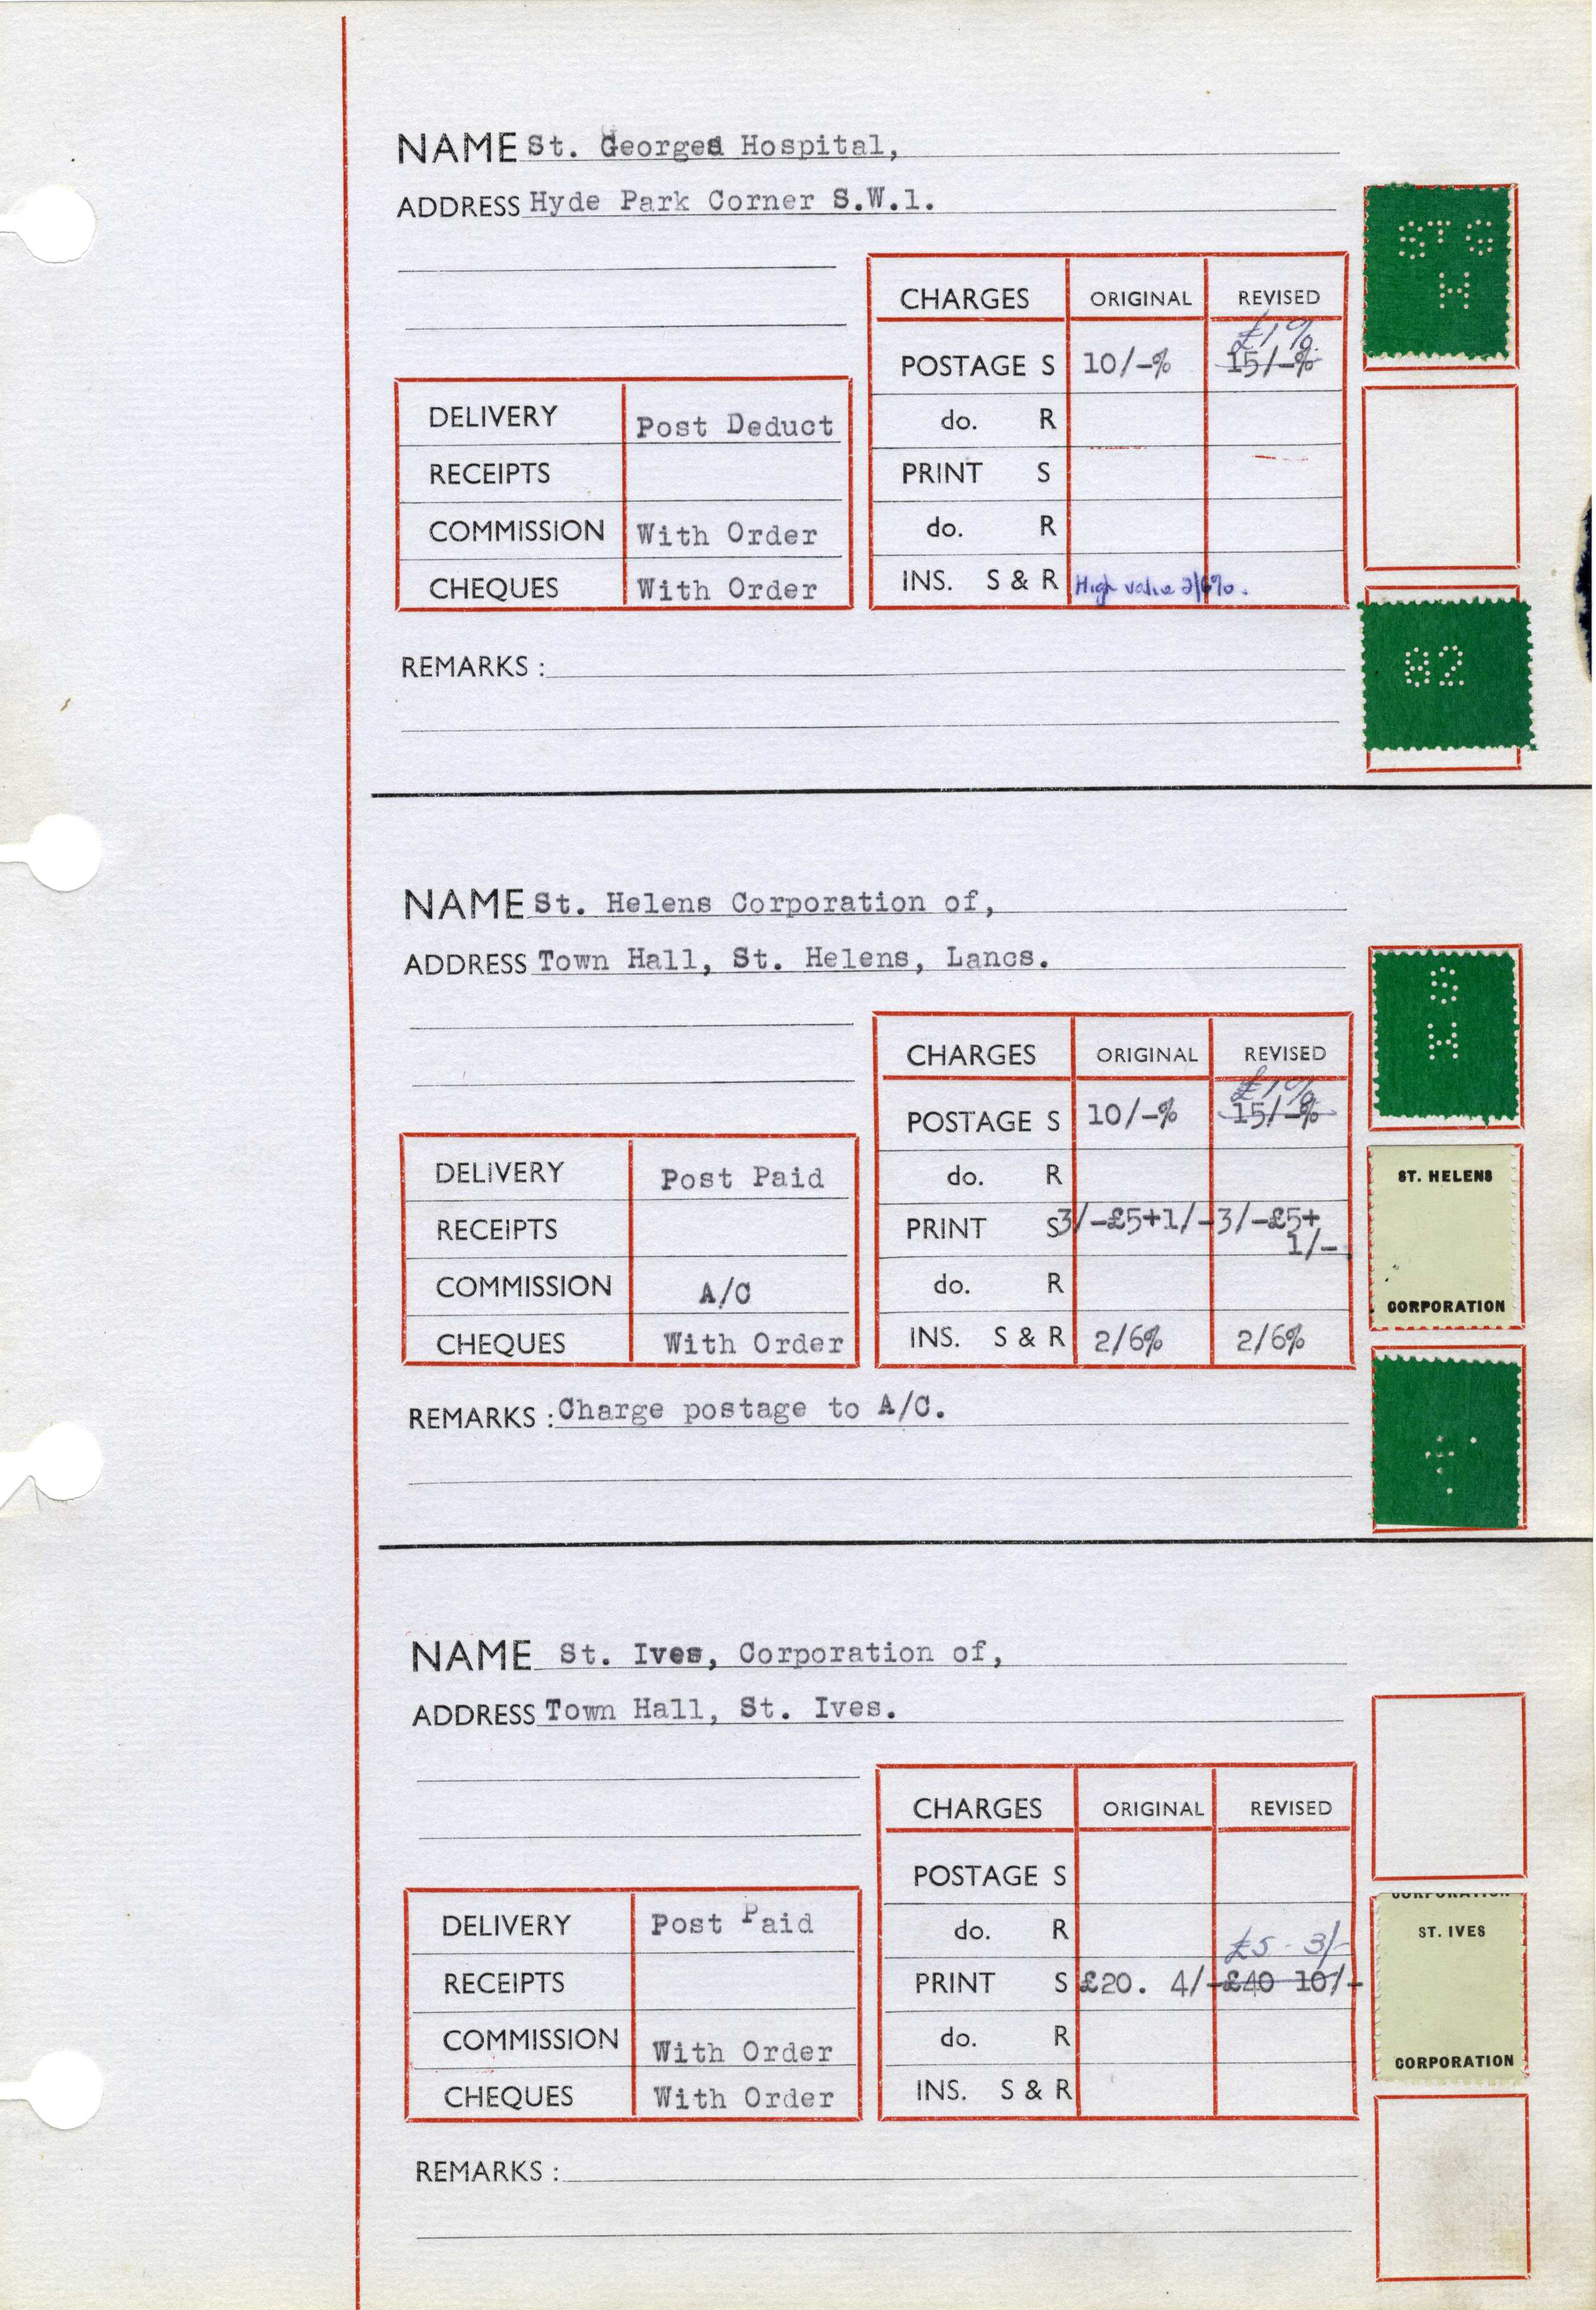 NAME St. Georges Hospital,
ADDRESS Hyde Park Corner S.W.1.
ST G
H
CHARGES ORIGINAL REVISED
£1%
POSTAGE S 10/-% 15/-%
do. R
PRINT S
do. R
INS. S & R High value 2/6%.
DELIVERY Post Deduct
RECEIPTS
COMMISSION With Order
CHEQUES With Order
82
REMARKS :
NAME St. Helens Corporation of,
ADDRESS Town Hall, St. Helens, Lancs.
S
H
CHARGES ORIGINAL REVISED
£1%
POSTAGE S 10/-% 15/-%
do. R
PRINT S 3/-£5+1/- 3/-£5+
1/-
do. R
INS. S & R 2/6% 2/6%
DELIVERY Post Paid
RECEIPTS
COMMISSION A/C
CHEQUES With Order
ST. HELENS
CORPORATION
REMARKS : Charge postage to A/C.
NAME St. Ives, Corporation of,
ADDRESS Town Hall, St. Ives.
CHARGES ORIGINAL REVISED
POSTAGE S
do. R
£5 - 3/-
PRINT S £20. 4/- £40 10/-
do. R
INS. S & R
DELIVERY Post Paid
RECEIPTS
COMMISSION With Order
CHEQUES With Order
CORPORATION
ST. IVES
CORPORATION
REMARKS :